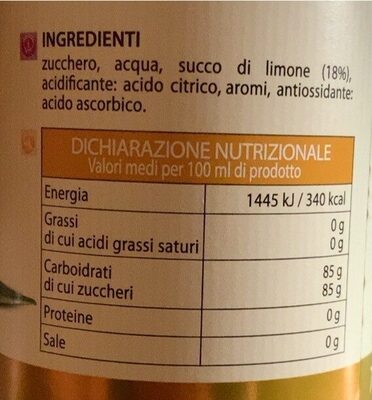 INGREDIENTI
zucchero, acqua, succo di limone (18%),
acidificante: acido citrico, aromi, antiossidante:
acido ascorbico.
DICHIARAZIONE NUTRIZIONALE
Valori medi per 100 ml di prodotto
Energia 1445 kJ / 340 kcal
Grassi 0 g
di cui acidi grassi saturi 0 g
Carboidrati 85 g
di cui zuccheri 85 g
Proteine 0 g
Sale 0 g